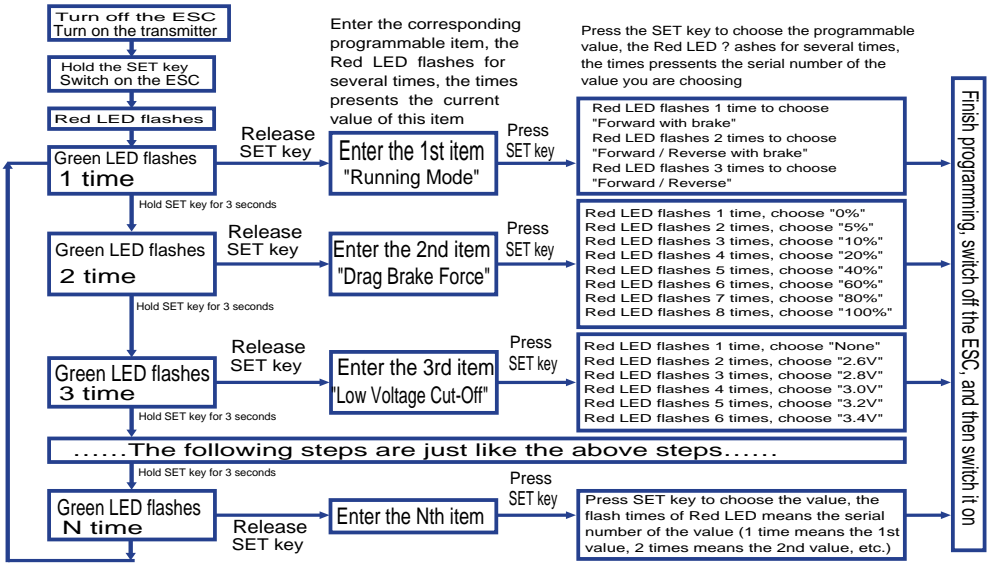 Turn off the ESC
Turn on the transmitter
Hold the SET key
Switch on the ESC
Red LED flashes
Enter the corresponding
programmable item, the
Red LED flashes for
several times, the times
presents the current
value of this item
Press the SET key to choose the programmable
value, the Red LED ? ashes for several times,
the times pressents the serial number of the
value you are choosing
Green LED flashes
1 time
Release
SET key
Enter the 1st item
"Running Mode"
Press
SET key
Red LED flashes 1 time to choose
"Forward with brake"
Red LED flashes 2 times to choose
"Forward / Reverse with brake"
Red LED flashes 3 times to choose
"Forward / Reverse"
Hold SET key for 3 seconds
Green LED flashes
2 time
Release
SET key
Enter the 2nd item
"Drag Brake Force"
Press
SET key
Red LED flashes 1 time, choose "0%"
Red LED flashes 2 times, choose "5%"
Red LED flashes 3 times, choose "10%"
Red LED flashes 4 times, choose "20%"
Red LED flashes 5 times, choose "40%"
Red LED flashes 6 times, choose "60%"
Red LED flashes 7 times, choose "80%"
Red LED flashes 8 times, choose "100%"
Hold SET key for 3 seconds
Green LED flashes
3 time
Release
SET key
Enter the 3rd item
"Low Voltage Cut-Off"
Press
SET key
Red LED flashes 1 time, choose "None"
Red LED flashes 2 times, choose "2.6V"
Red LED flashes 3 times, choose "2.8V"
Red LED flashes 4 times, choose "3.0V"
Red LED flashes 5 times, choose "3.2V"
Red LED flashes 6 times, choose "3.4V"
Hold SET key for 3 seconds
......The following steps are just like the above steps......
Hold SET key for 3 seconds
Green LED flashes
N time
Release
SET key
Enter the Nth item
Press
SET key
Press SET key to choose the value, the
flash times of Red LED means the serial
number of the value (1 time means the 1st
value, 2 times means the 2nd value, etc.)
Finish programming, switch off the ESC, and then switch it on